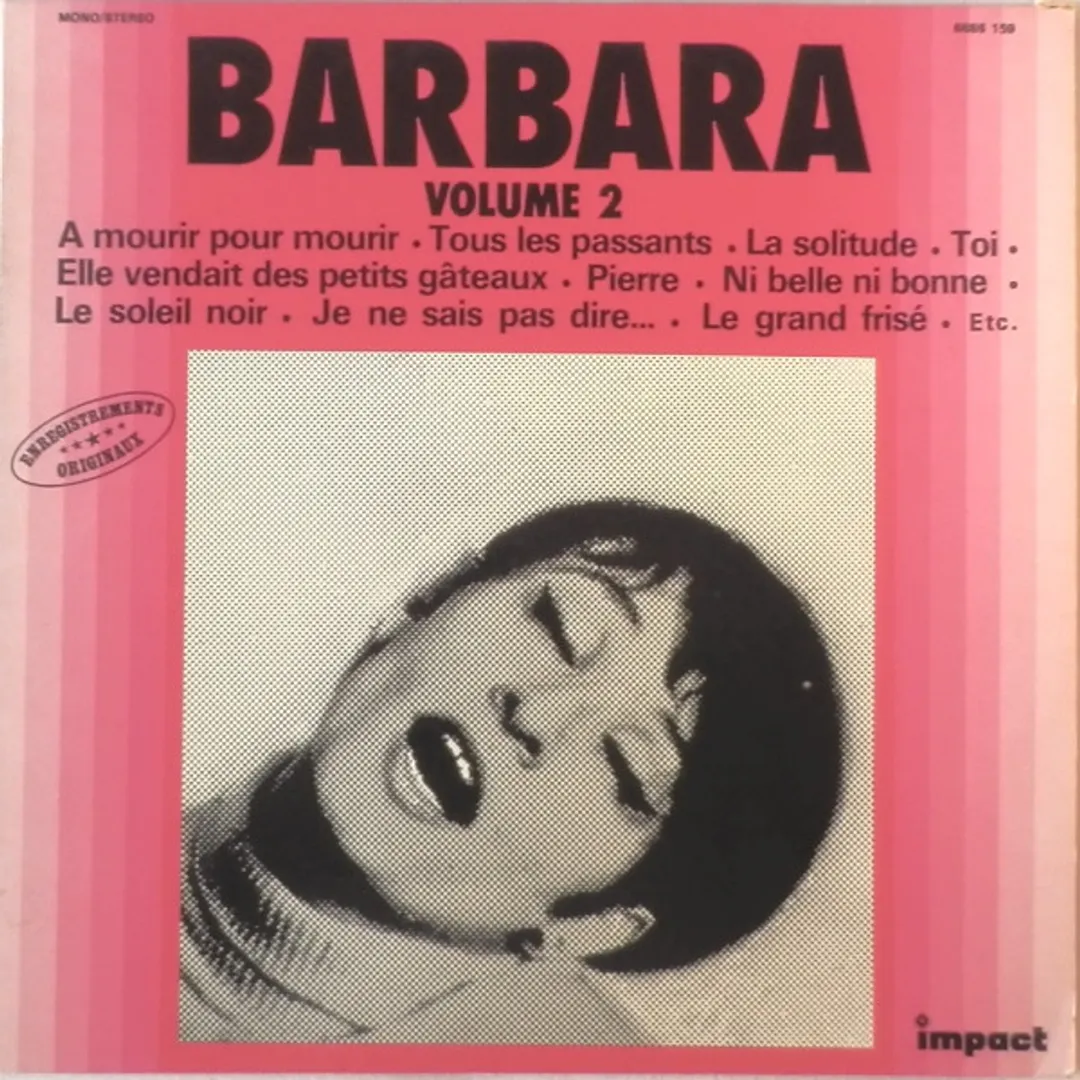 MONO/STEREO
6886 159
BARBARA
VOLUME 2
A mourir pour mourir • Tous les passants • La solitude • Toi •
Elle vendait des petits gâteaux • Pierre • Ni belle ni bonne •
Le soleil noir • Je ne sais pas dire... • Le grand frisé • Etc.
ENREGISTREMENTS
ORIGINAUX
impact